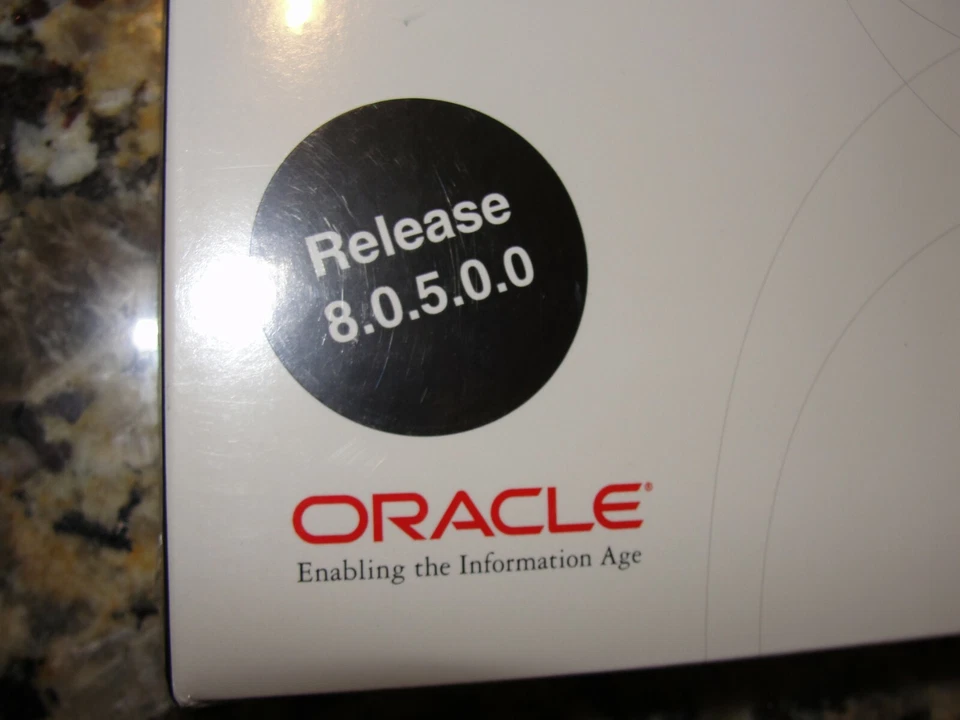 Release
8.0.5.0.0
ORACLE®
Enabling the Information Age